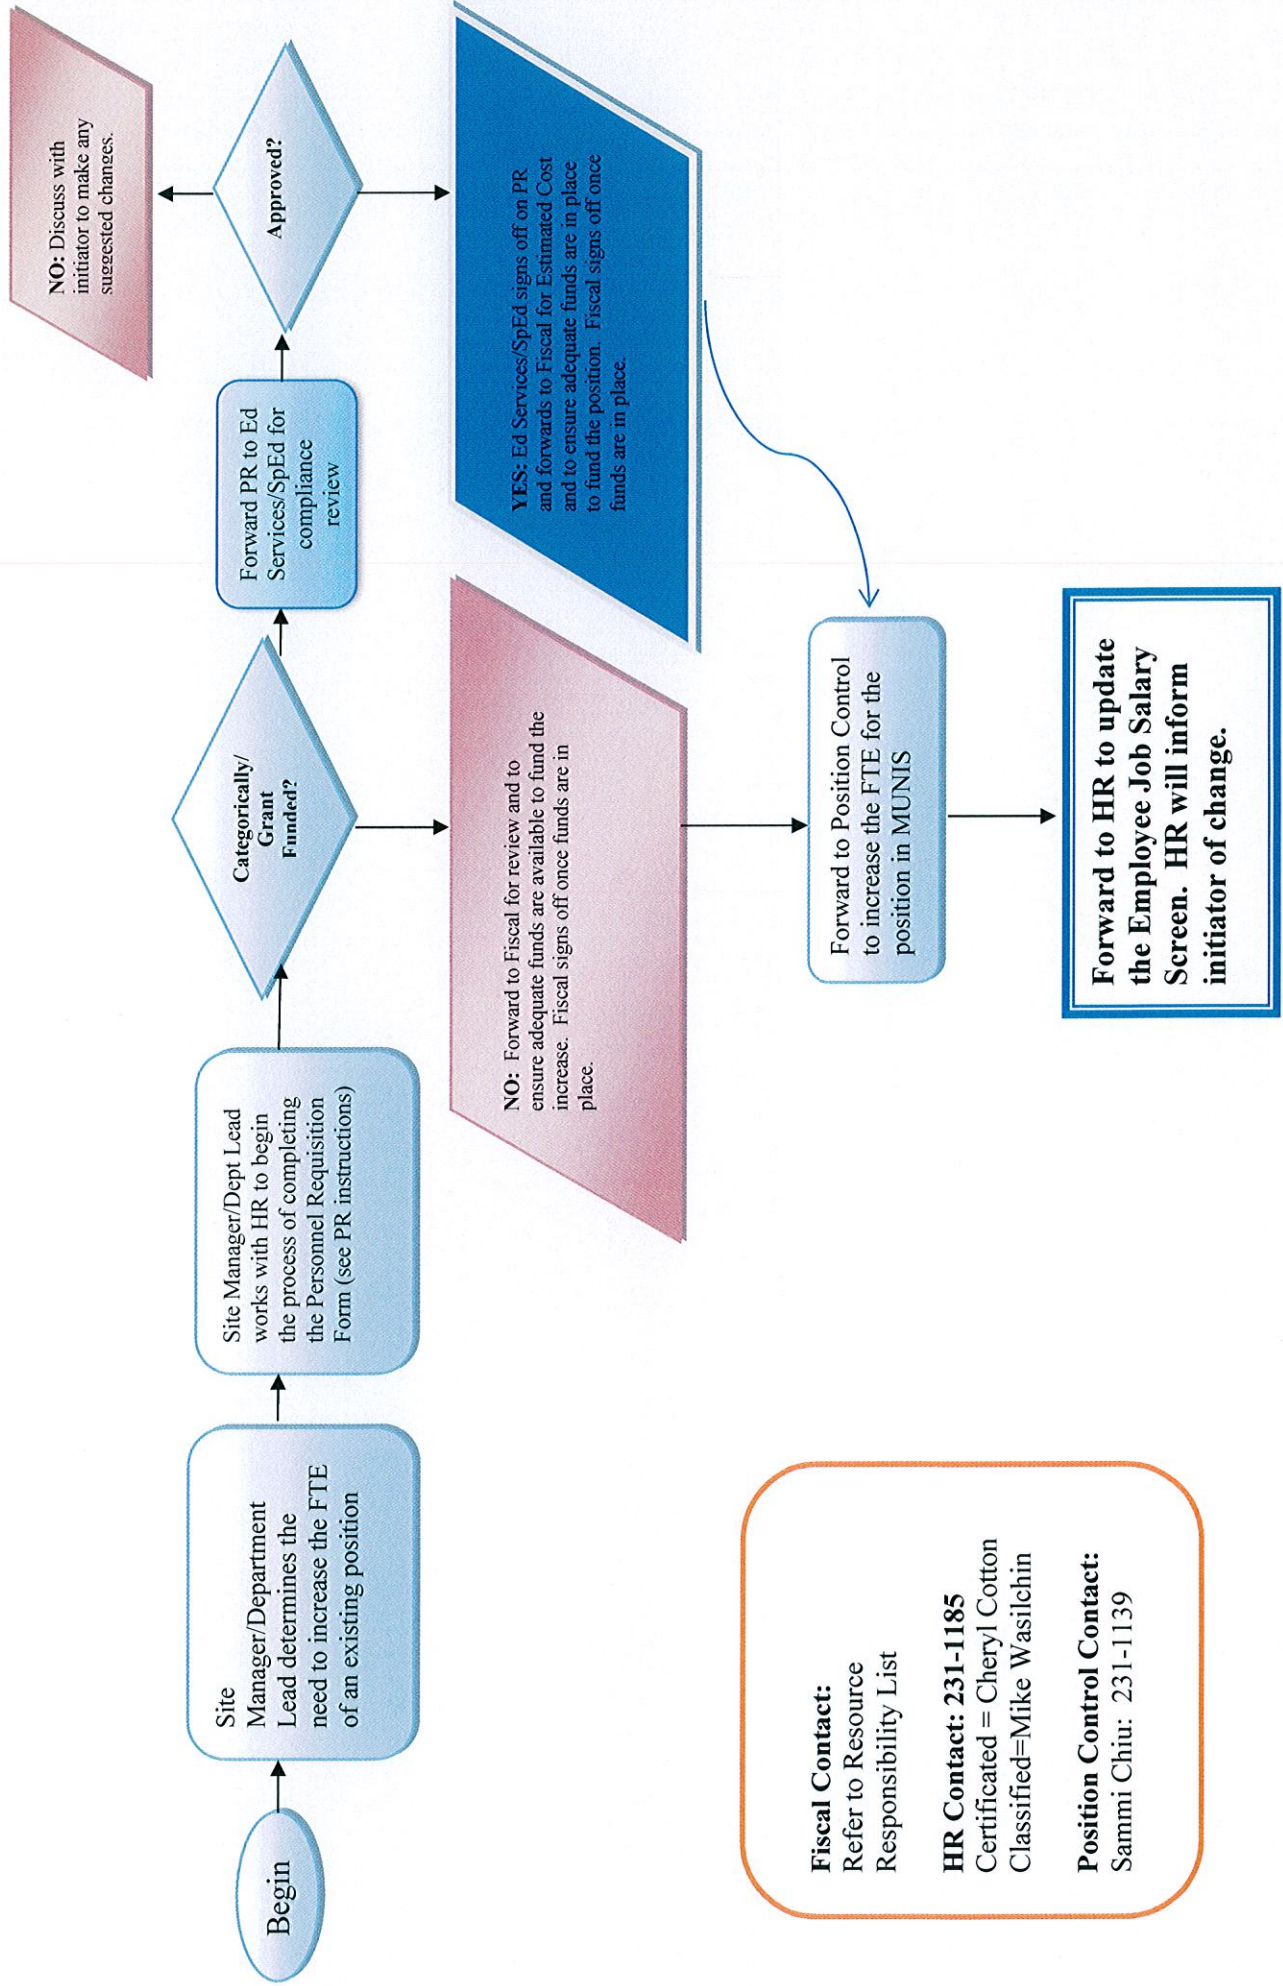 Begin
Site
Manager/Department
Lead determines the
need to increase the FTE
of an existing position
Site Manager/Dept Lead
works with HR to begin
the process of completing
the Personnel Requisition
Form (see PR instructions)
Categorically/
Grant
Funded?
Forward PR to Ed
Services/SpEd for
compliance
review
Approved?
NO: Discuss with
initiator to make any
suggested changes.
NO:  Forward to Fiscal for review and to
ensure adequate funds are available to fund the
increase.  Fiscal signs off once funds are in
place.
YES: Ed Services/SpEd signs off on PR
and forwards to Fiscal for Estimated Cost
and to ensure adequate funds are in place
to fund the position.  Fiscal signs off once
funds are in place.
Forward to Position Control
to increase the FTE for the
position in MUNIS
Forward to HR to update
the Employee Job Salary
Screen.  HR will inform
initiator of change.
Fiscal Contact:
Refer to Resource
Responsibility List
HR Contact: 231-1185
Certificated = Cheryl Cotton
Classified=Mike Wasilchin
Position Control Contact:
Sammi Chiu:  231-1139